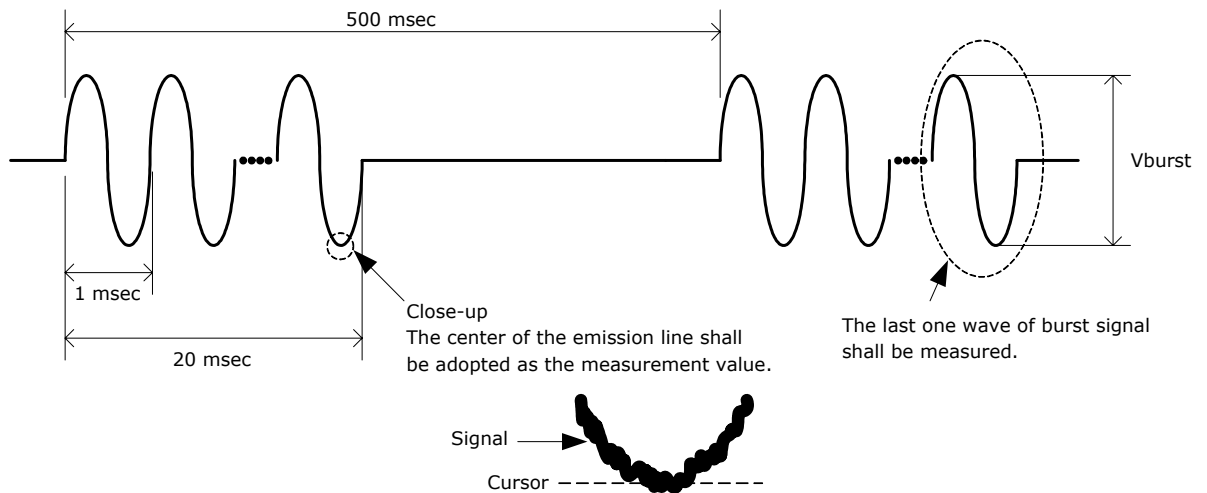 500 msec
Vburst
1 msec
20 msec
Close-up
The center of the emission line shall
be adopted as the measurement value.
The last one wave of burst signal
shall be measured.
Signal
Cursor